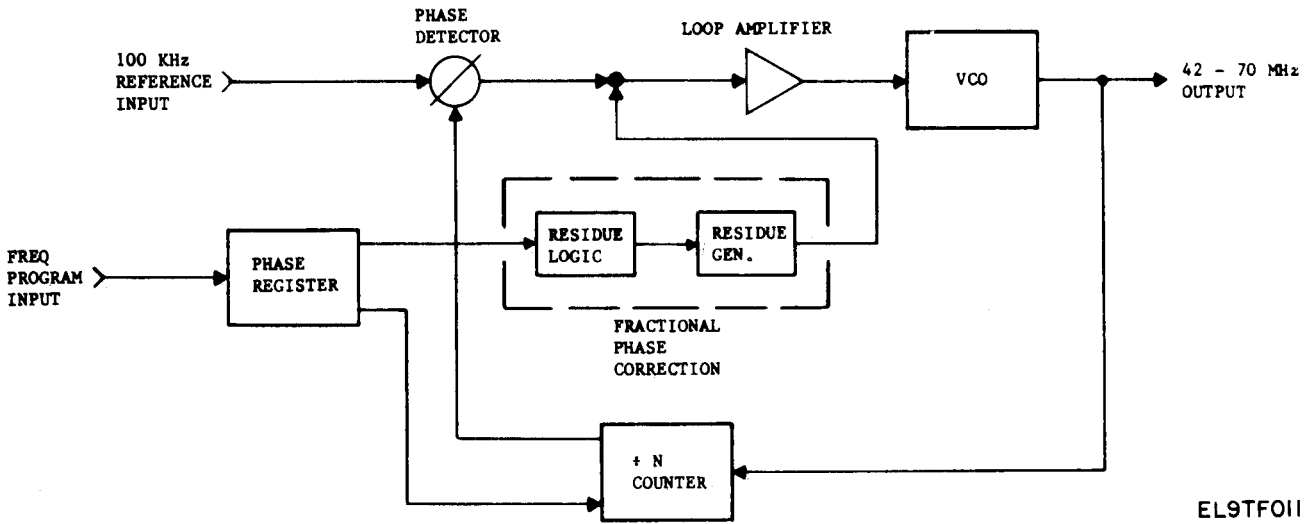 PHASE
DETECTOR
LOOP AMPLIFIER
100 KHz
REFERENCE
INPUT
VCO
42 - 70 MHz
OUTPUT
RESIDUE
LOGIC
RESIDUE
GEN.
FREQ
PROGRAM
INPUT
PHASE
REGISTER
FRACTIONAL
PHASE
CORRECTION
+ N
COUNTER
EL9TF011